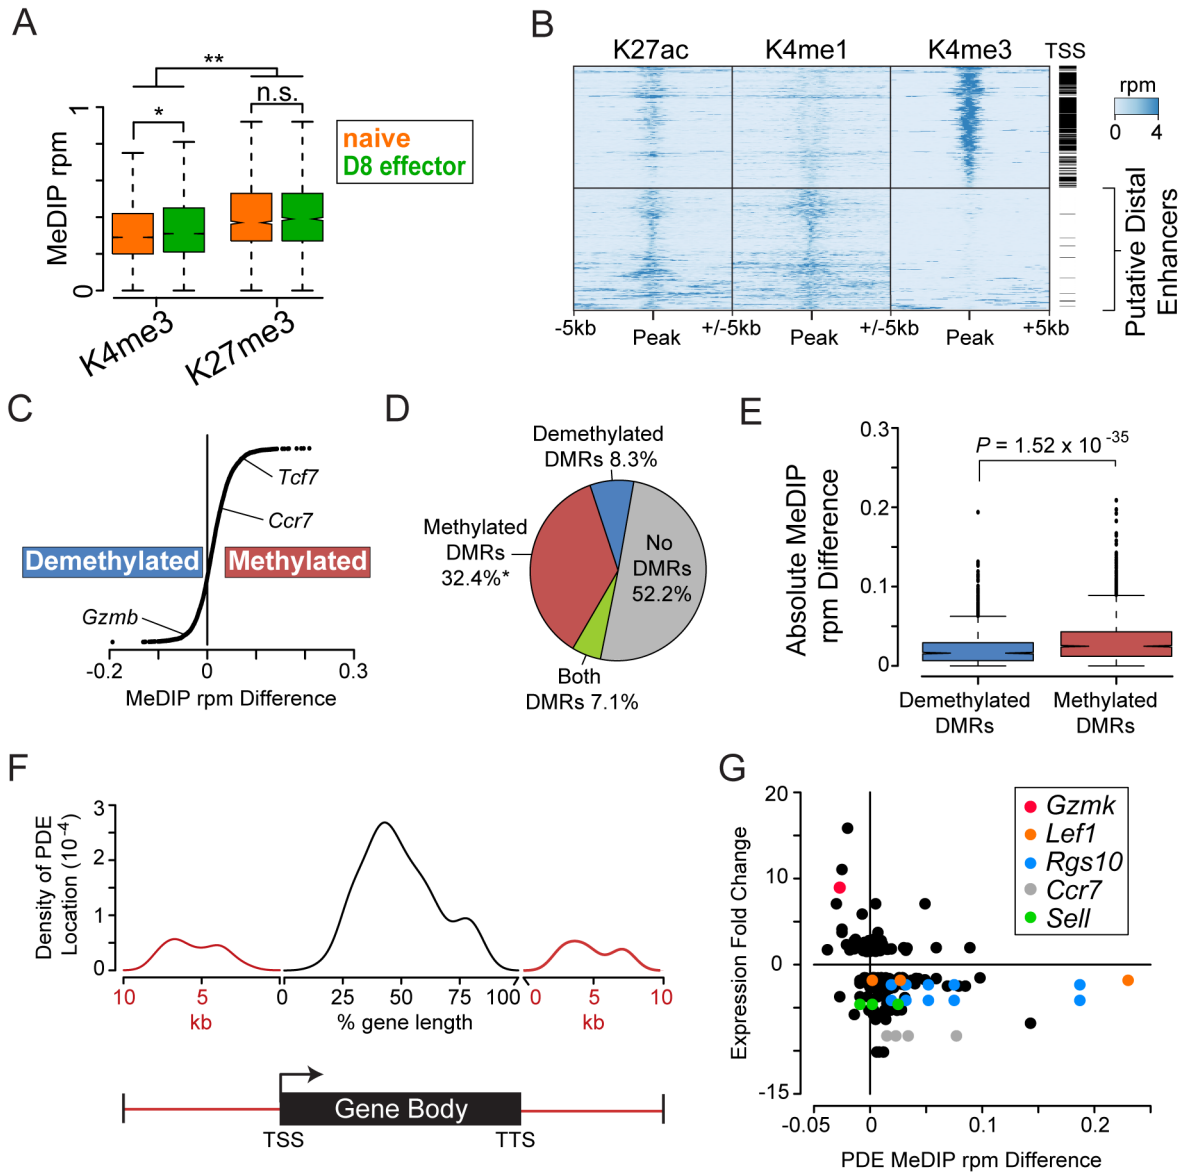 A
**
n.s.
*
1
0
MeDIP rpm
naive
D8 effector
K4me3
K27me3
B
K27ac
K4me1
K4me3
TSS
rpm
0
4
Putative Distal
Enhancers
-5kb
Peak
+/-5kb
Peak
+/-5kb
Peak
+5kb
C
Tcf7
Ccr7
Demethylated
Methylated
Gzmb
-0.2
0
0.3
MeDIP rpm Difference
D
Demethylated
DMRs 8.3%
Methylated
DMRs
32.4%*
No
DMRs
52.2%
Both
DMRs 7.1%
E
Absolute MeDIP
rpm Difference
0.3
0.2
0.1
0
P = 1.52 x 10 -35
Demethylated
DMRs
Methylated
DMRs
F
Density of PDE
Location (10-4)
3
2
1
0
10
5
0
25
50
75
100
0
5
10
kb
% gene length
kb
Gene Body
TSS
TTS
G
Expression Fold Change
20
10
0
-15
Gzmk
Lef1
Rgs10
Ccr7
Sell
-0.05
0
0.1
0.2
PDE MeDIP rpm Difference